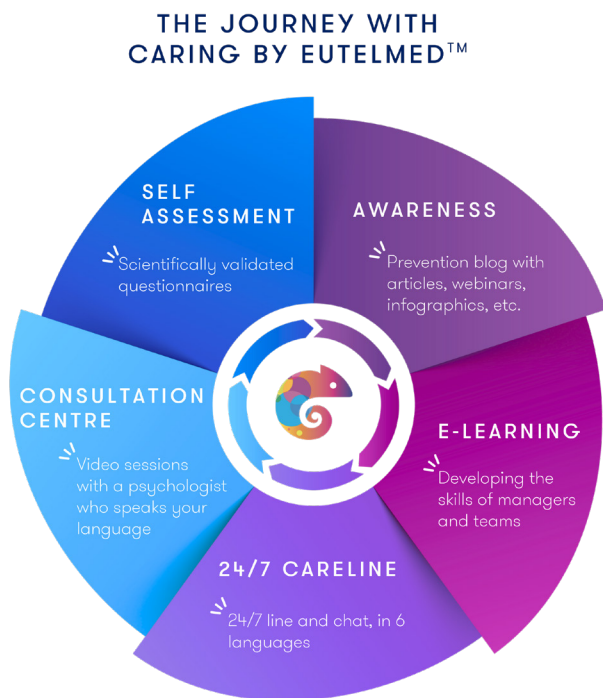 THE JOURNEY WITH
CARING BY EUTELMED™
SELF
ASSESSMENT
Scientifically validated
questionnaires
AWARENESS
Prevention blog with
articles, webinars,
infographics, etc.
E-LEARNING
Developing the
skills of managers
and teams
24/7 CARELINE
24/7 line and chat, in 6
languages
CONSULTATION
CENTRE
Video sessions
with a psychologist
who speaks your
language